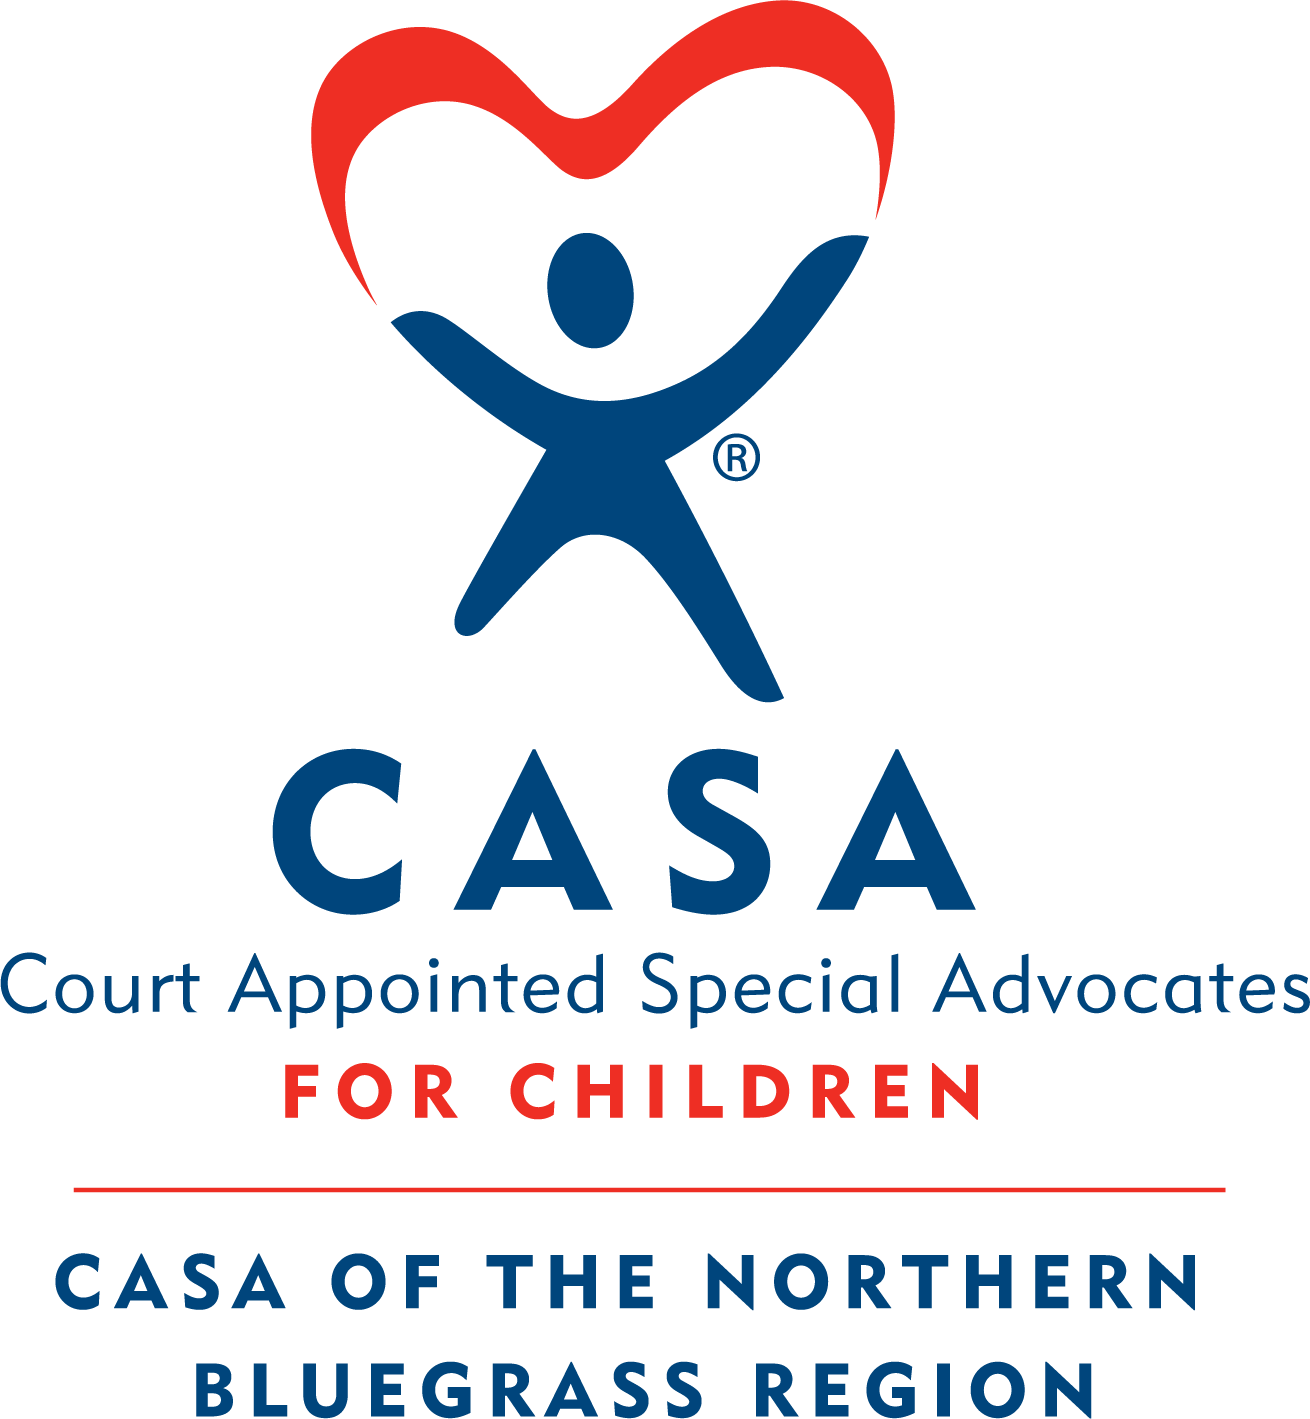 ®
CASA
Court Appointed Special Advocates
FOR CHILDREN
CASA OF THE NORTHERN
BLUEGRASS REGION